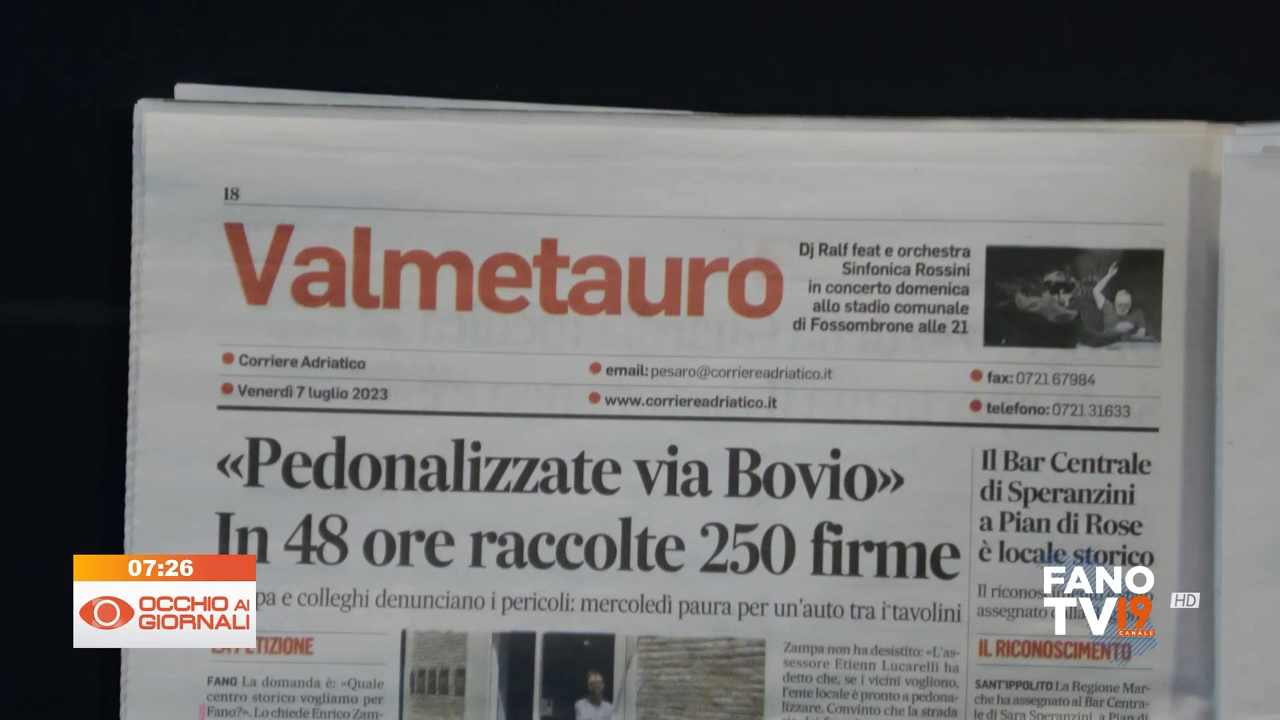 18
Valmetauro
Dj Ralf feat e orchestra
Sinfonica Rossini
in concerto domenica
allo stadio comunale
di Fossombrone alle 21
Corriere Adriatico
email: pesaro@corriereadriatico.it
fax: 0721 67984
Venerdì 7 luglio 2023
www.corriereadriatico.it
telefono: 0721 31633
«Pedonalizzate via Bovio»
In 48 ore raccolte 250 firme
pa e colleghi denunciano i pericoli: mercoledì paura per un'auto tra i tavolini
PETIZIONE
FANO La domanda è: «Quale
centro storico vogliamo per
Fano?». Lo chiede Enrico Zam-
Zampa non ha desistito: «L'as-
sessore Etienn Lucarelli ha
detto che, se i vicini vogliono,
l'ente locale è pronto a pedona-
lizzare. Convinto che la strada
Il Bar Centrale
di Speranzini
a Pian di Rose
è locale storico
Il
assegnato
IL RICONOSCIMENTO
SANT'IPPOLITO La Regione Mar-
che ha assegnato al Bar Centra-
le di Sara Speranzini a Pian di
07:26
OCCHIO AI
GIORNALI
FANO
TV19
CANALE
HD